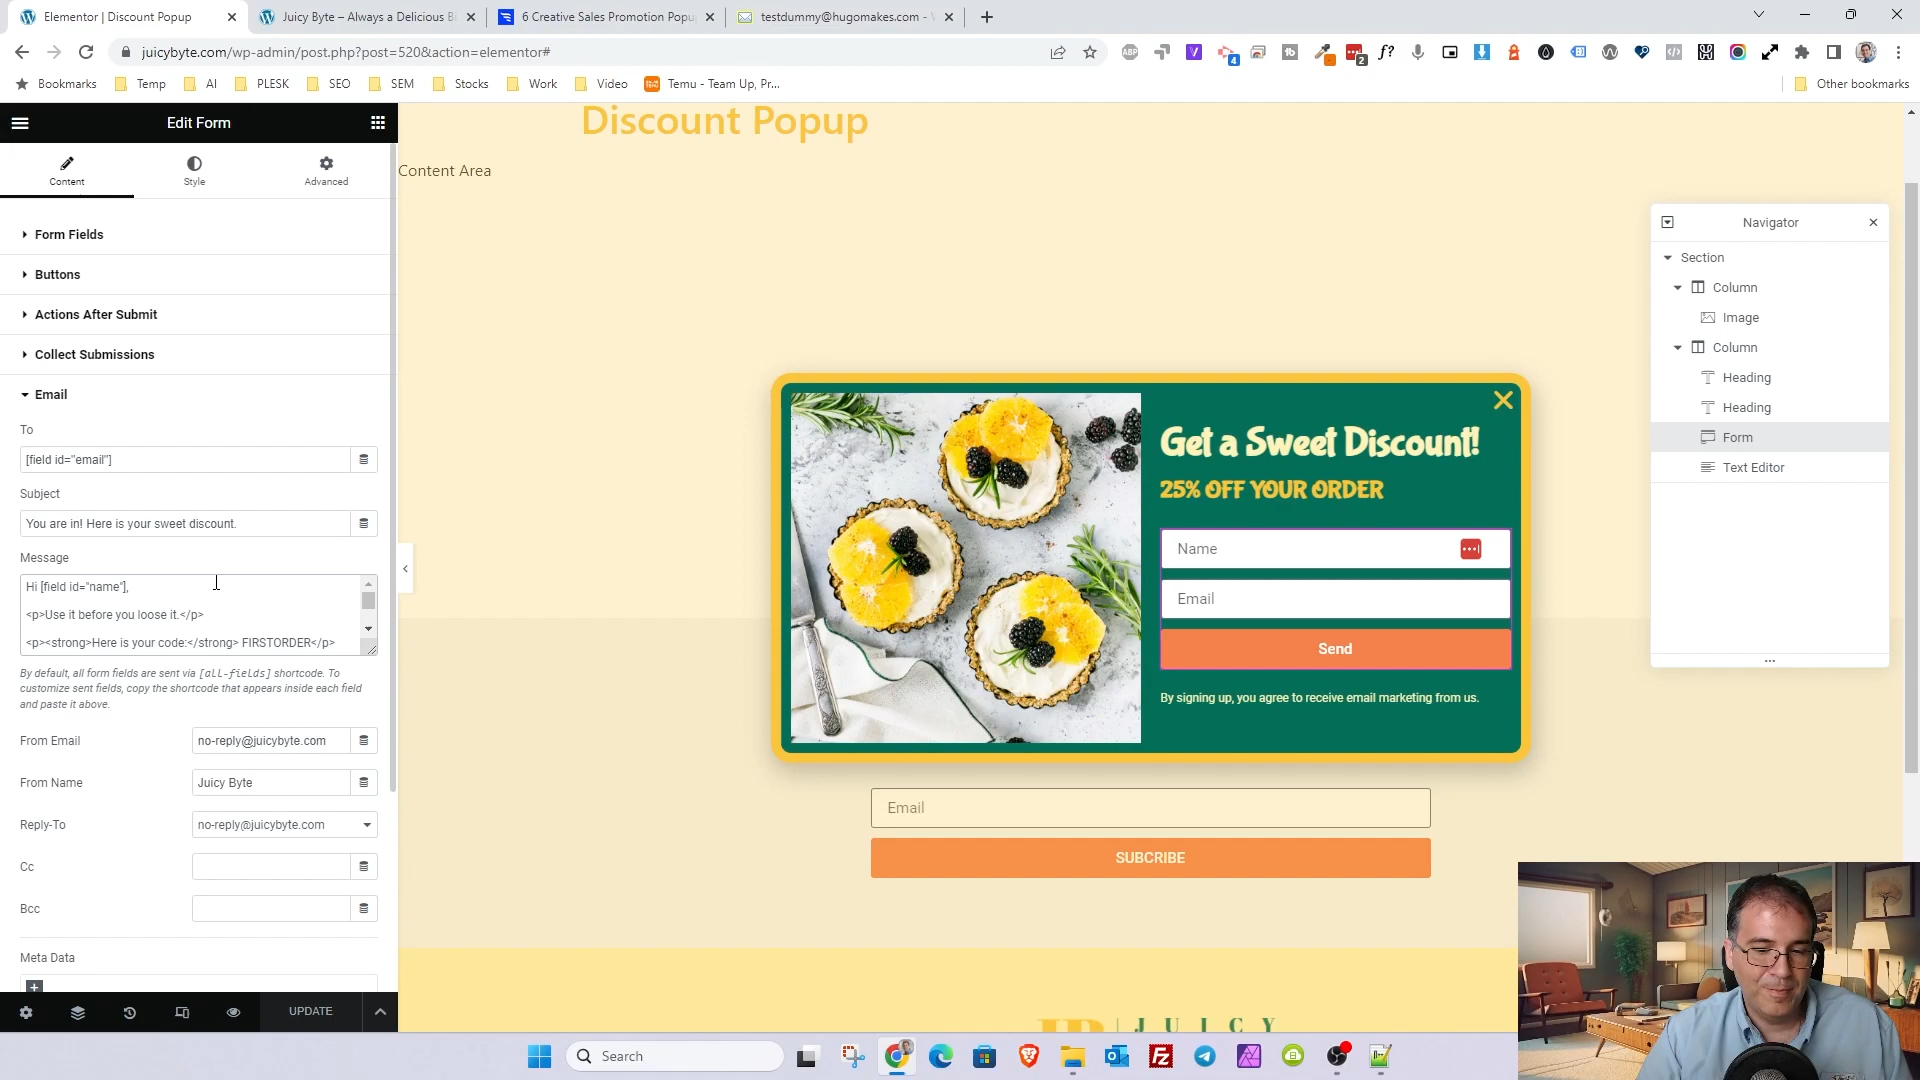 Elementor | Discount Popup
Juicy Byte – Always a Delicious Bi
6 Creative Sales Promotion Popu
testdummy@hugomakes.com -
juicybyte.com/wp-admin/post.php?post=520&action=elementor#
ABP
4
2
f?
Bookmarks
Temp
AI
PLESK
SEO
SEM
Stocks
Work
Video
Temu - Team Up, Pr...
Other bookmarks
Edit Form
Content
Style
Advanced
Form Fields
Buttons
Actions After Submit
Collect Submissions
Email
To
[field id="email"]
Subject
You are in! Here is your sweet discount.
Message
Hi [field id="name"],
<p>Use it before you loose it.</p>
<p><strong>Here is your code:</strong> FIRSTORDER</p>
By default, all form fields are sent via [all-fields] shortcode. To
customize sent fields, copy the shortcode that appears inside each field
and paste it above.
From Email
no-reply@juicybyte.com
From Name
Juicy Byte
Reply-To
no-reply@juicybyte.com
Cc
Bcc
Meta Data
UPDATE
Discount Popup
Content Area
Get a Sweet Discount!
25% OFF YOUR ORDER
Name
Email
Send
By signing up, you agree to receive email marketing from us.
Email
SUBCRIBE
JUICY
Navigator
Section
Column
Image
Column
Heading
Heading
Form
Text Editor
Search